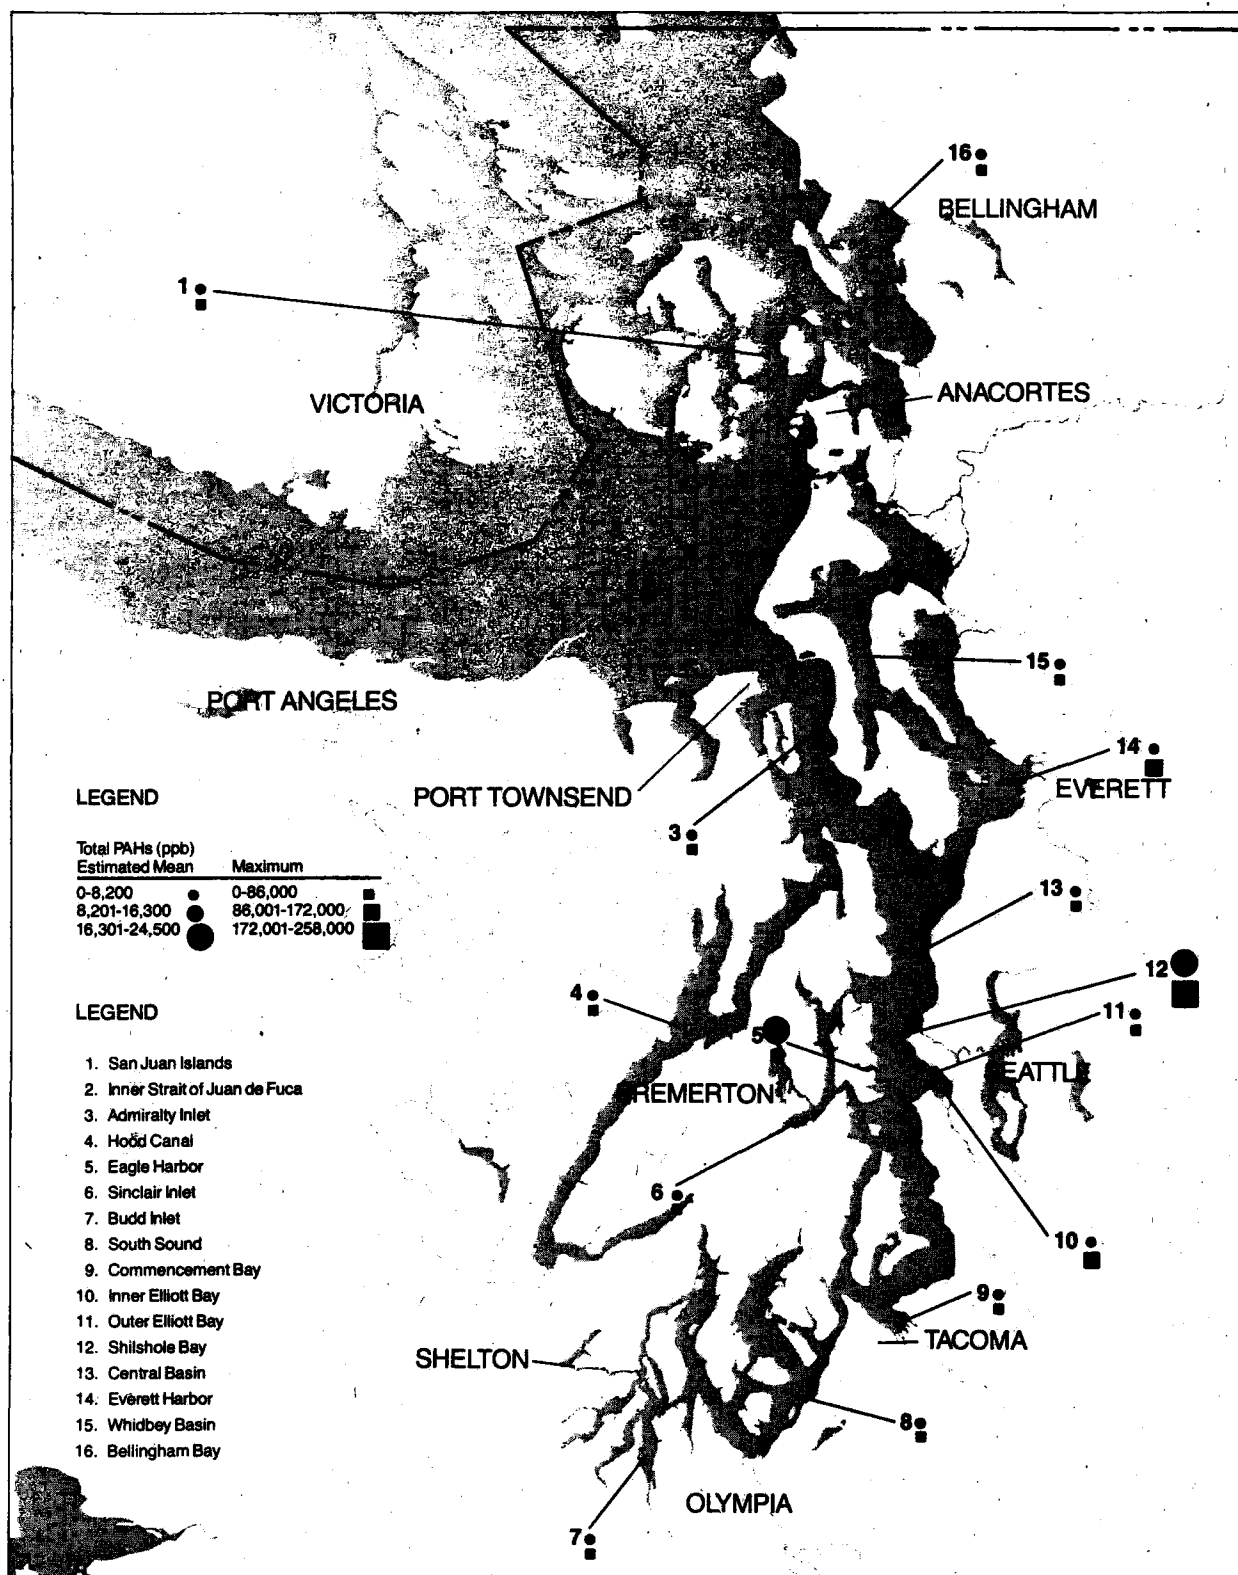 16
BELLINGHAM
1
ANACORTES
VICTORIA
15
PORT ANGELES
14
EVERETT
PORT TOWNSEND
3
LEGEND
Total PAHs (ppb)
Estimated Mean Maximum
0-8,200 0-86,000
8,201-16,300 86,001-172,000
16,301-24,500 172,001-258,000
13
12
11
4
5
SEATTLE
BREMERTON
LEGEND
1. San Juan Islands
2. Inner Strait of Juan de Fuca
3. Admiralty Inlet
4. Hood Canal
5. Eagle Harbor
6. Sinclair Inlet
7. Budd Inlet
8. South Sound
9. Commencement Bay
10. Inner Elliott Bay
11. Outer Elliott Bay
12. Shilshole Bay
13. Central Basin
14. Everett Harbor
15. Whidbey Basin
16. Bellingham Bay
6
10
9
TACOMA
SHELTON
8
OLYMPIA
7